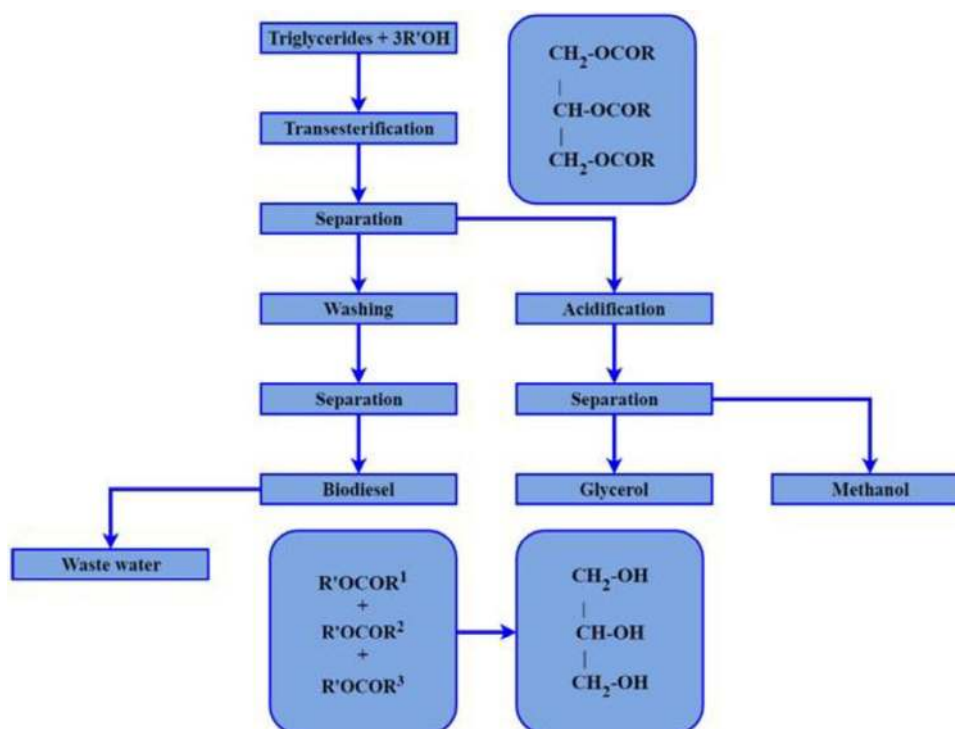 Triglycerides + 3R'OH
CH₂-OCOR
|
CH-OCOR
|
CH₂-OCOR
Transesterification
Separation
Washing
Acidification
Separation
Separation
Biodiesel
Glycerol
Methanol
Waste water
R'OCOR¹
+
R'OCOR²
+
R'OCOR³
CH₂-OH
|
CH-OH
|
CH₂-OH